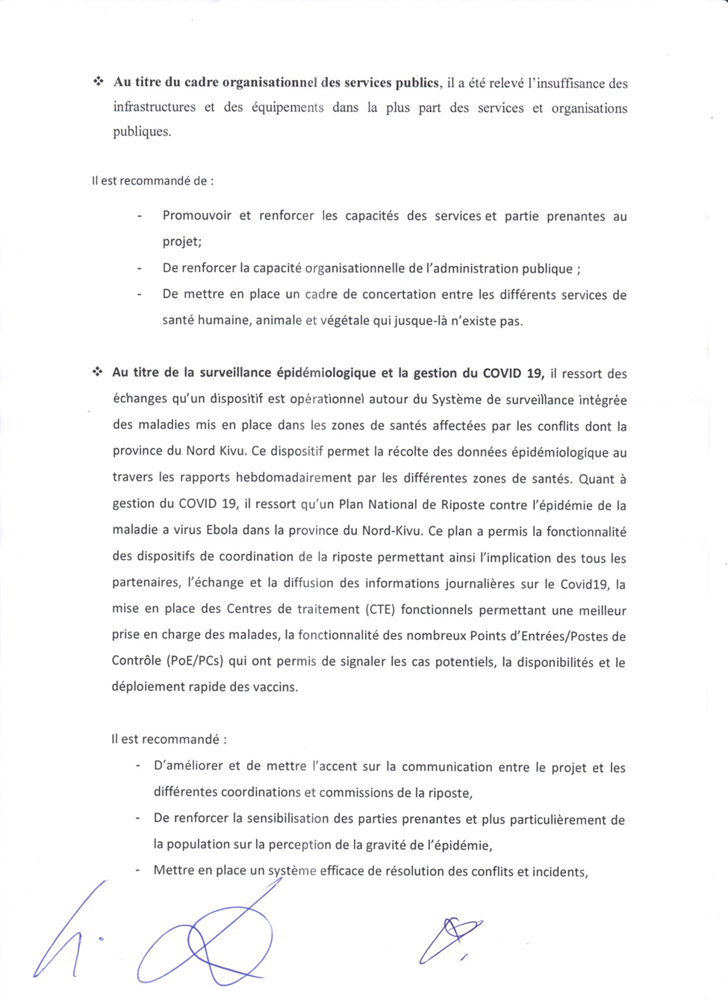 ❖ Au titre du cadre organisationnel des services publics, il a été relevé l'insuffisance des
infrastructures et des équipements dans la plus part des services et organisations
publiques.
Il est recommandé de :
- Promouvoir et renforcer les capacités des services et partie prenantes au
projet;
- De renforcer la capacité organisationnelle de l'administration publique ;
- De mettre en place un cadre de concertation entre les différents services de
santé humaine, animale et végétale qui jusque-là n'existe pas.
❖ Au titre de la surveillance épidémiologique et la gestion du COVID 19, il ressort des
échanges qu'un dispositif est opérationnel autour du Système de surveillance intégrée
des maladies mis en place dans les zones de santés affectées par les conflits dont la
province du Nord Kivu. Ce dispositif permet la récolte des données épidémiologique au
travers les rapports hebdomadairement par les différentes zones de santés. Quant à
gestion du COVID 19, il ressort qu'un Plan National de Riposte contre l'épidémie de la
maladie a virus Ebola dans la province du Nord-Kivu. Ce plan a permis la fonctionnalité
des dispositifs de coordination de la riposte permettant ainsi l'implication des tous les
partenaires, l'échange et la diffusion des informations journalières sur le Covid19, la
mise en place des Centres de traitement (CTE) fonctionnels permettant une meilleur
prise en charge des malades, la fonctionnalité des nombreux Points d'Entrées/Postes de
Contrôle (PoE/PCs) qui ont permis de signaler les cas potentiels, la disponibilités et le
déploiement rapide des vaccins.
Il est recommandé :
- D'améliorer et de mettre l'accent sur la communication entre le projet et les
différentes coordinations et commissions de la riposte,
- De renforcer la sensibilisation des parties prenantes et plus particulièrement de
la population sur la perception de la gravité de l'épidémie,
- Mettre en place un système efficace de résolution des conflits et incidents,